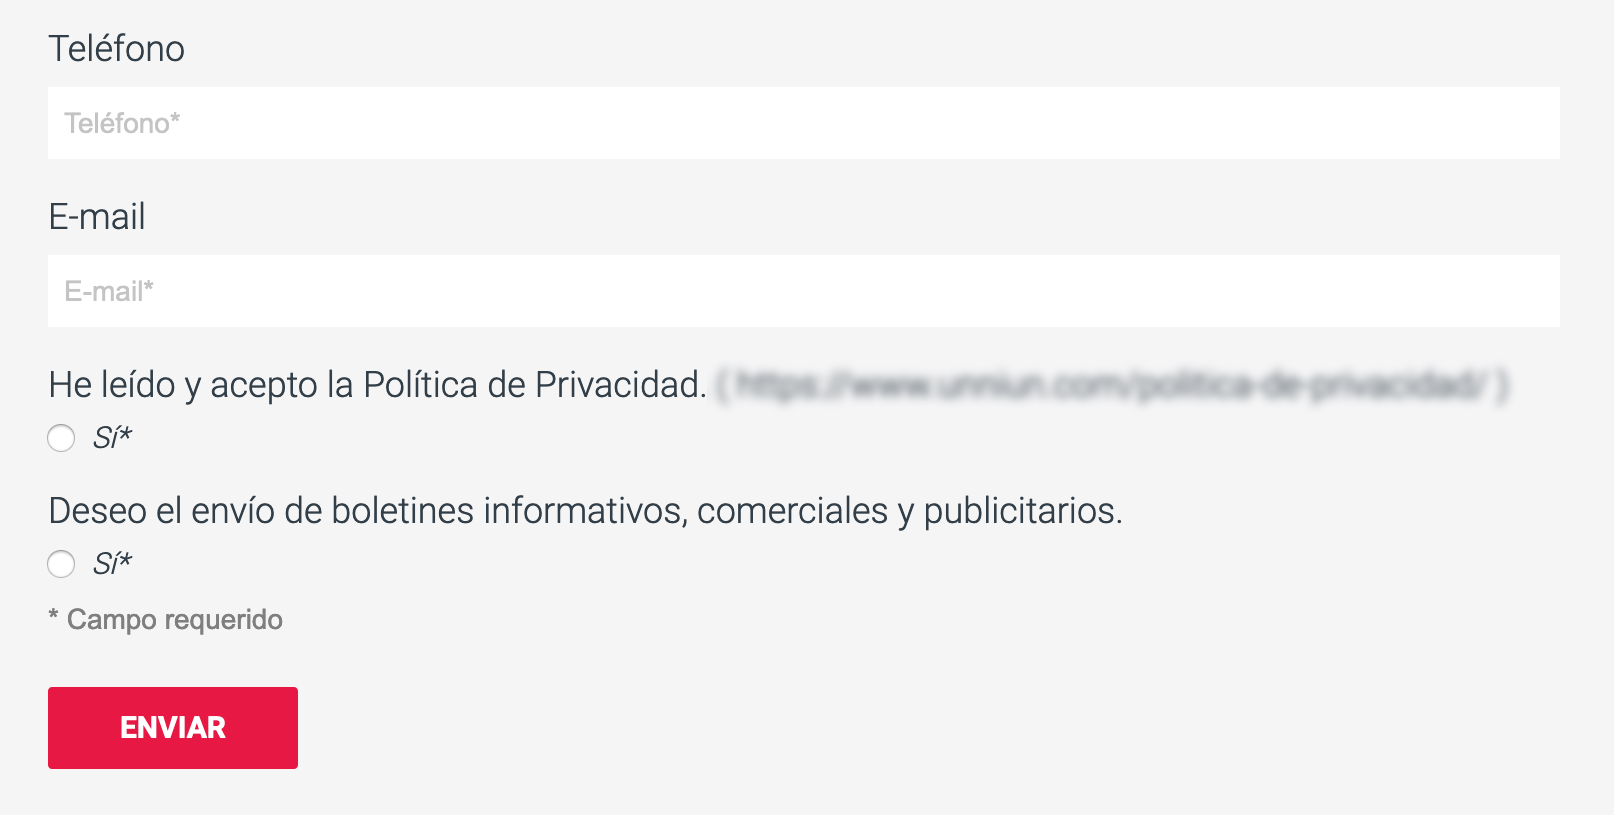 Teléfono
Teléfono*
E-mail
E-mail*
He leído y acepto la Política de Privacidad.
Sí*
Deseo el envío de boletines informativos, comerciales y publicitarios.
Sí*
* Campo requerido
ENVIAR